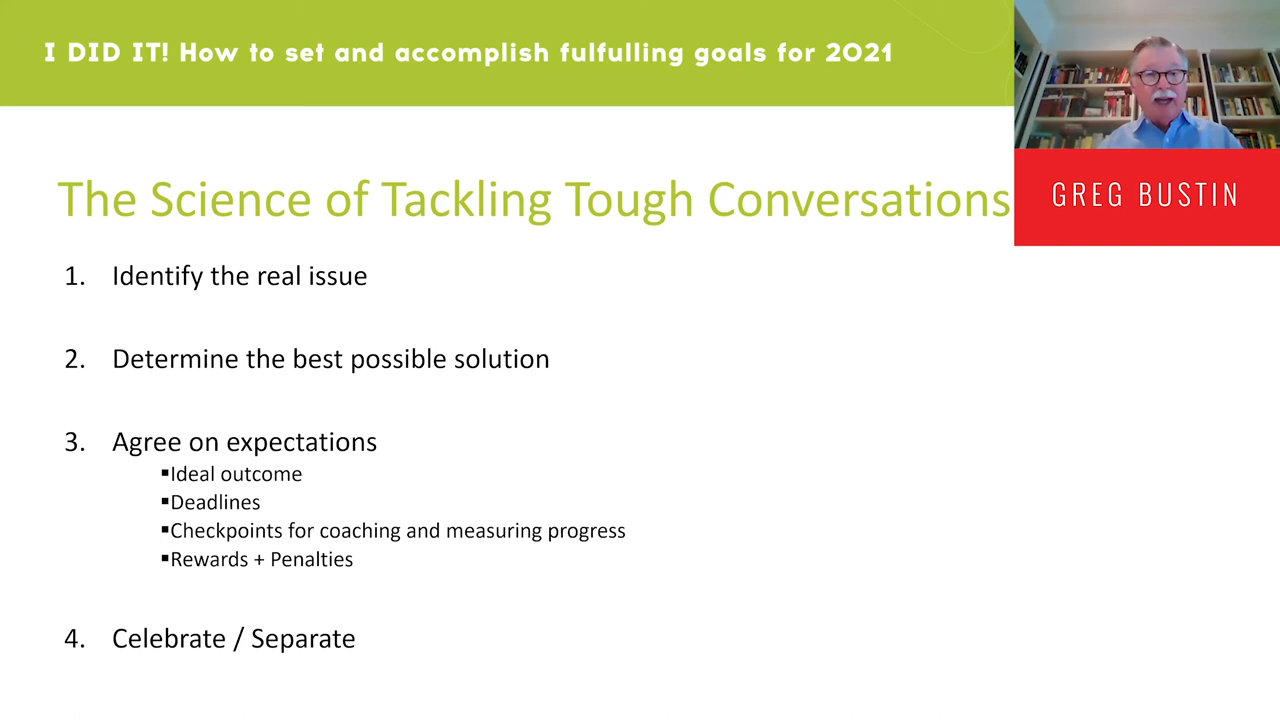 I DID IT! How to set and accomplish fulfulling goals for 2021
GREG BUSTIN
The Science of Tackling Tough Conversations
1. Identify the real issue
2. Determine the best possible solution
3. Agree on expectations
▪Ideal outcome
▪Deadlines
▪Checkpoints for coaching and measuring progress
▪Rewards + Penalties
4. Celebrate / Separate